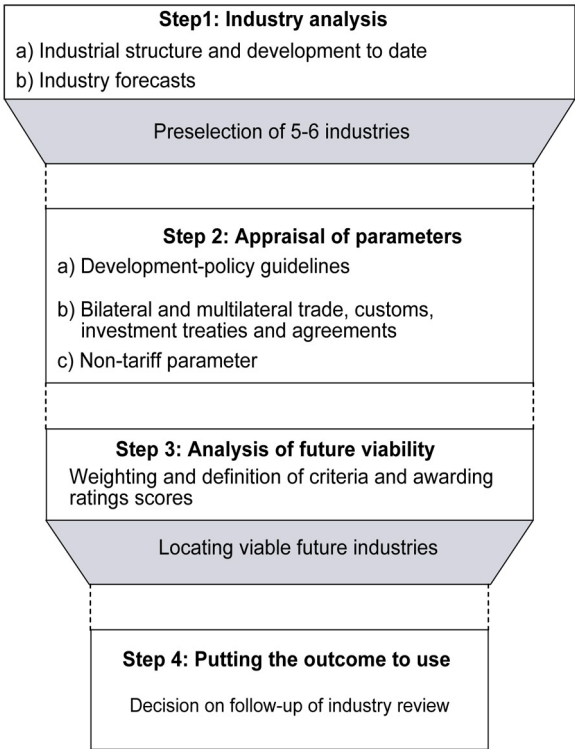 Step1: Industry analysis
a) Industrial structure and development to date
b) Industry forecasts
Preselection of 5-6 industries
Step 2: Appraisal of parameters
a) Development-policy guidelines
b) Bilateral and multilateral trade, customs,
investment treaties and agreements
c) Non-tariff parameter
Step 3: Analysis of future viability
Weighting and definition of criteria and awarding
ratings scores
Locating viable future industries
Step 4: Putting the outcome to use
Decision on follow-up of industry review